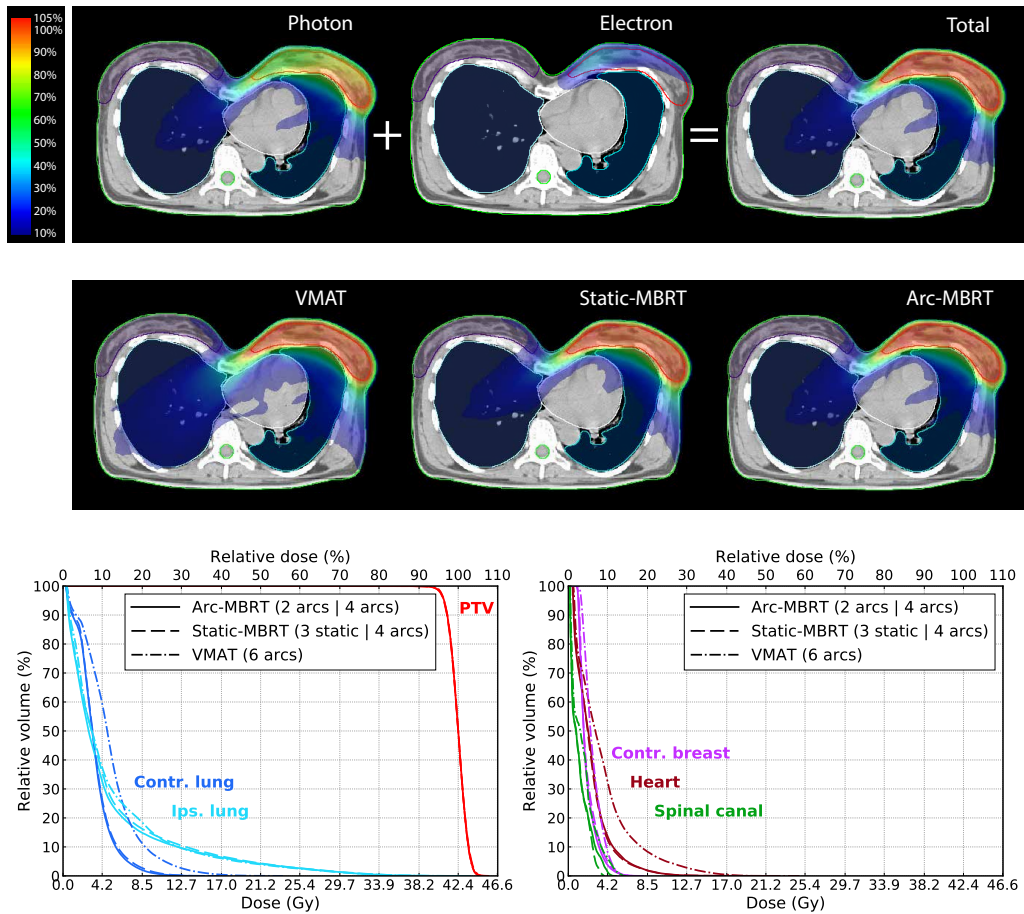 105%
100%
90%
80%
70%
60%
50%
40%
30%
20%
10%
Photon
Electron
Total
+
=
VMAT
Static-MBRT
Arc-MBRT
Relative dose (%)
0 10 20 30 40 50 60 70 80 90 100 110
Relative volume (%)
100
90
80
70
60
50
40
30
20
10
0
Arc-MBRT (2 arcs | 4 arcs)
Static-MBRT (3 static | 4 arcs)
VMAT (6 arcs)
PTV
Contr. lung
Ips. lung
0.0 4.2 8.5 12.7 17.0 21.2 25.4 29.7 33.9 38.2 42.4 46.6
Dose (Gy)
Relative dose (%)
0 10 20 30 40 50 60 70 80 90 100 110
Relative volume (%)
100
90
80
70
60
50
40
30
20
10
0
Arc-MBRT (2 arcs | 4 arcs)
Static-MBRT (3 static | 4 arcs)
VMAT (6 arcs)
Contr. breast
Heart
Spinal canal
0.0 4.2 8.5 12.7 17.0 21.2 25.4 29.7 33.9 38.2 42.4 46.6
Dose (Gy)